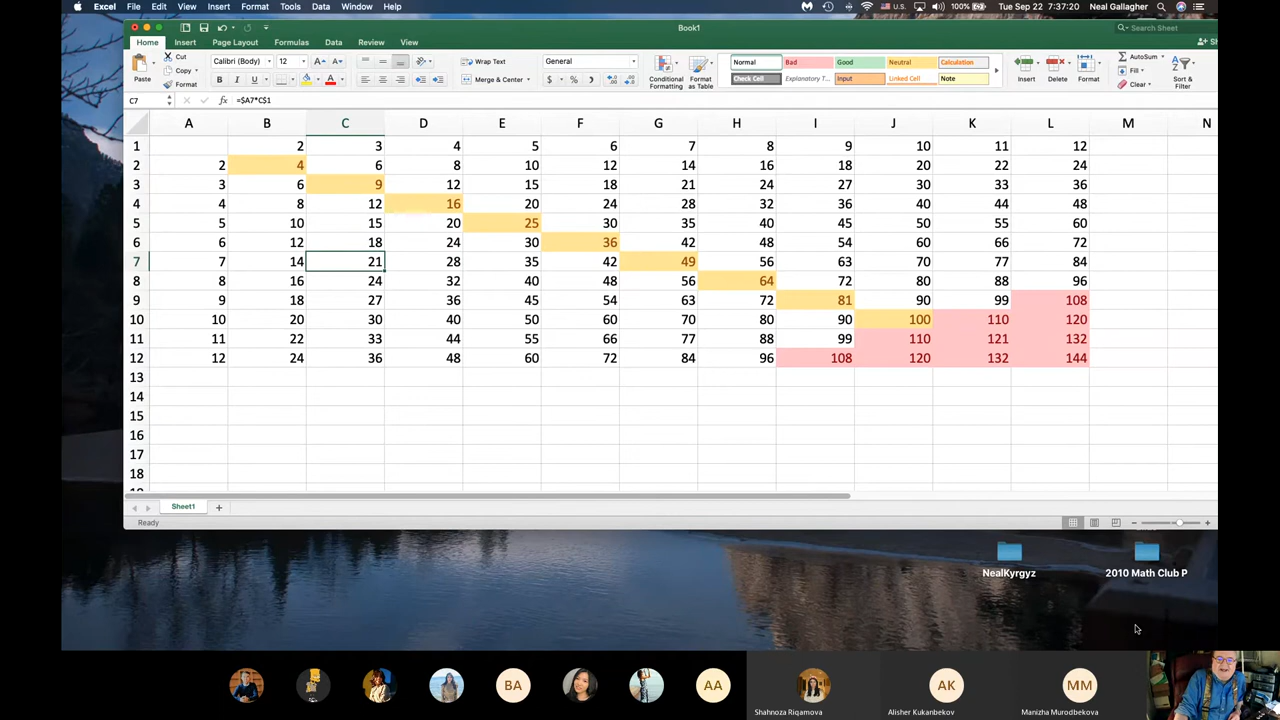 Excel File Edit View Insert Format Tools Data Window Help U.S. 100% Tue Sep 22 7:37:20 Neal Gallagher
Book1 Search Sheet
Home Insert Page Layout Formulas Data Review View
Paste Cut Copy Format
Calibri (Body) 12
B I U
Wrap Text
Merge & Center
General
Conditional Formatting
Format as Table
Normal Bad Good Neutral Calculation
Check Cell Explanatory T... Input Linked Cell Note
Insert Delete Format
AutoSum
Fill
Clear
Sort & Filter
C7 fx =$A7*C$1
A B C D E F G H I J K L M N
1 2 3 4 5 6 7 8 9 10 11 12
2 2 4 6 8 10 12 14 16 18 20 22 24
3 3 6 9 12 15 18 21 24 27 30 33 36
4 4 8 12 16 20 24 28 32 36 40 44 48
5 5 10 15 20 25 30 35 40 45 50 55 60
6 6 12 18 24 30 36 42 48 54 60 66 72
7 7 14 21 28 35 42 49 56 63 70 77 84
8 8 16 24 32 40 48 56 64 72 80 88 96
9 9 18 27 36 45 54 63 72 81 90 99 108
10 10 20 30 40 50 60 70 80 90 100 110 120
11 11 22 33 44 55 66 77 88 99 110 121 132
12 12 24 36 48 60 72 84 96 108 120 132 144
13
14
15
16
17
18
Sheet1 +
Ready
NealKyrgyz 2010 Math Club P
BA AA AK MM
Shahnoza Riqamova Alisher Kukanbekov Manizha Murodbekova